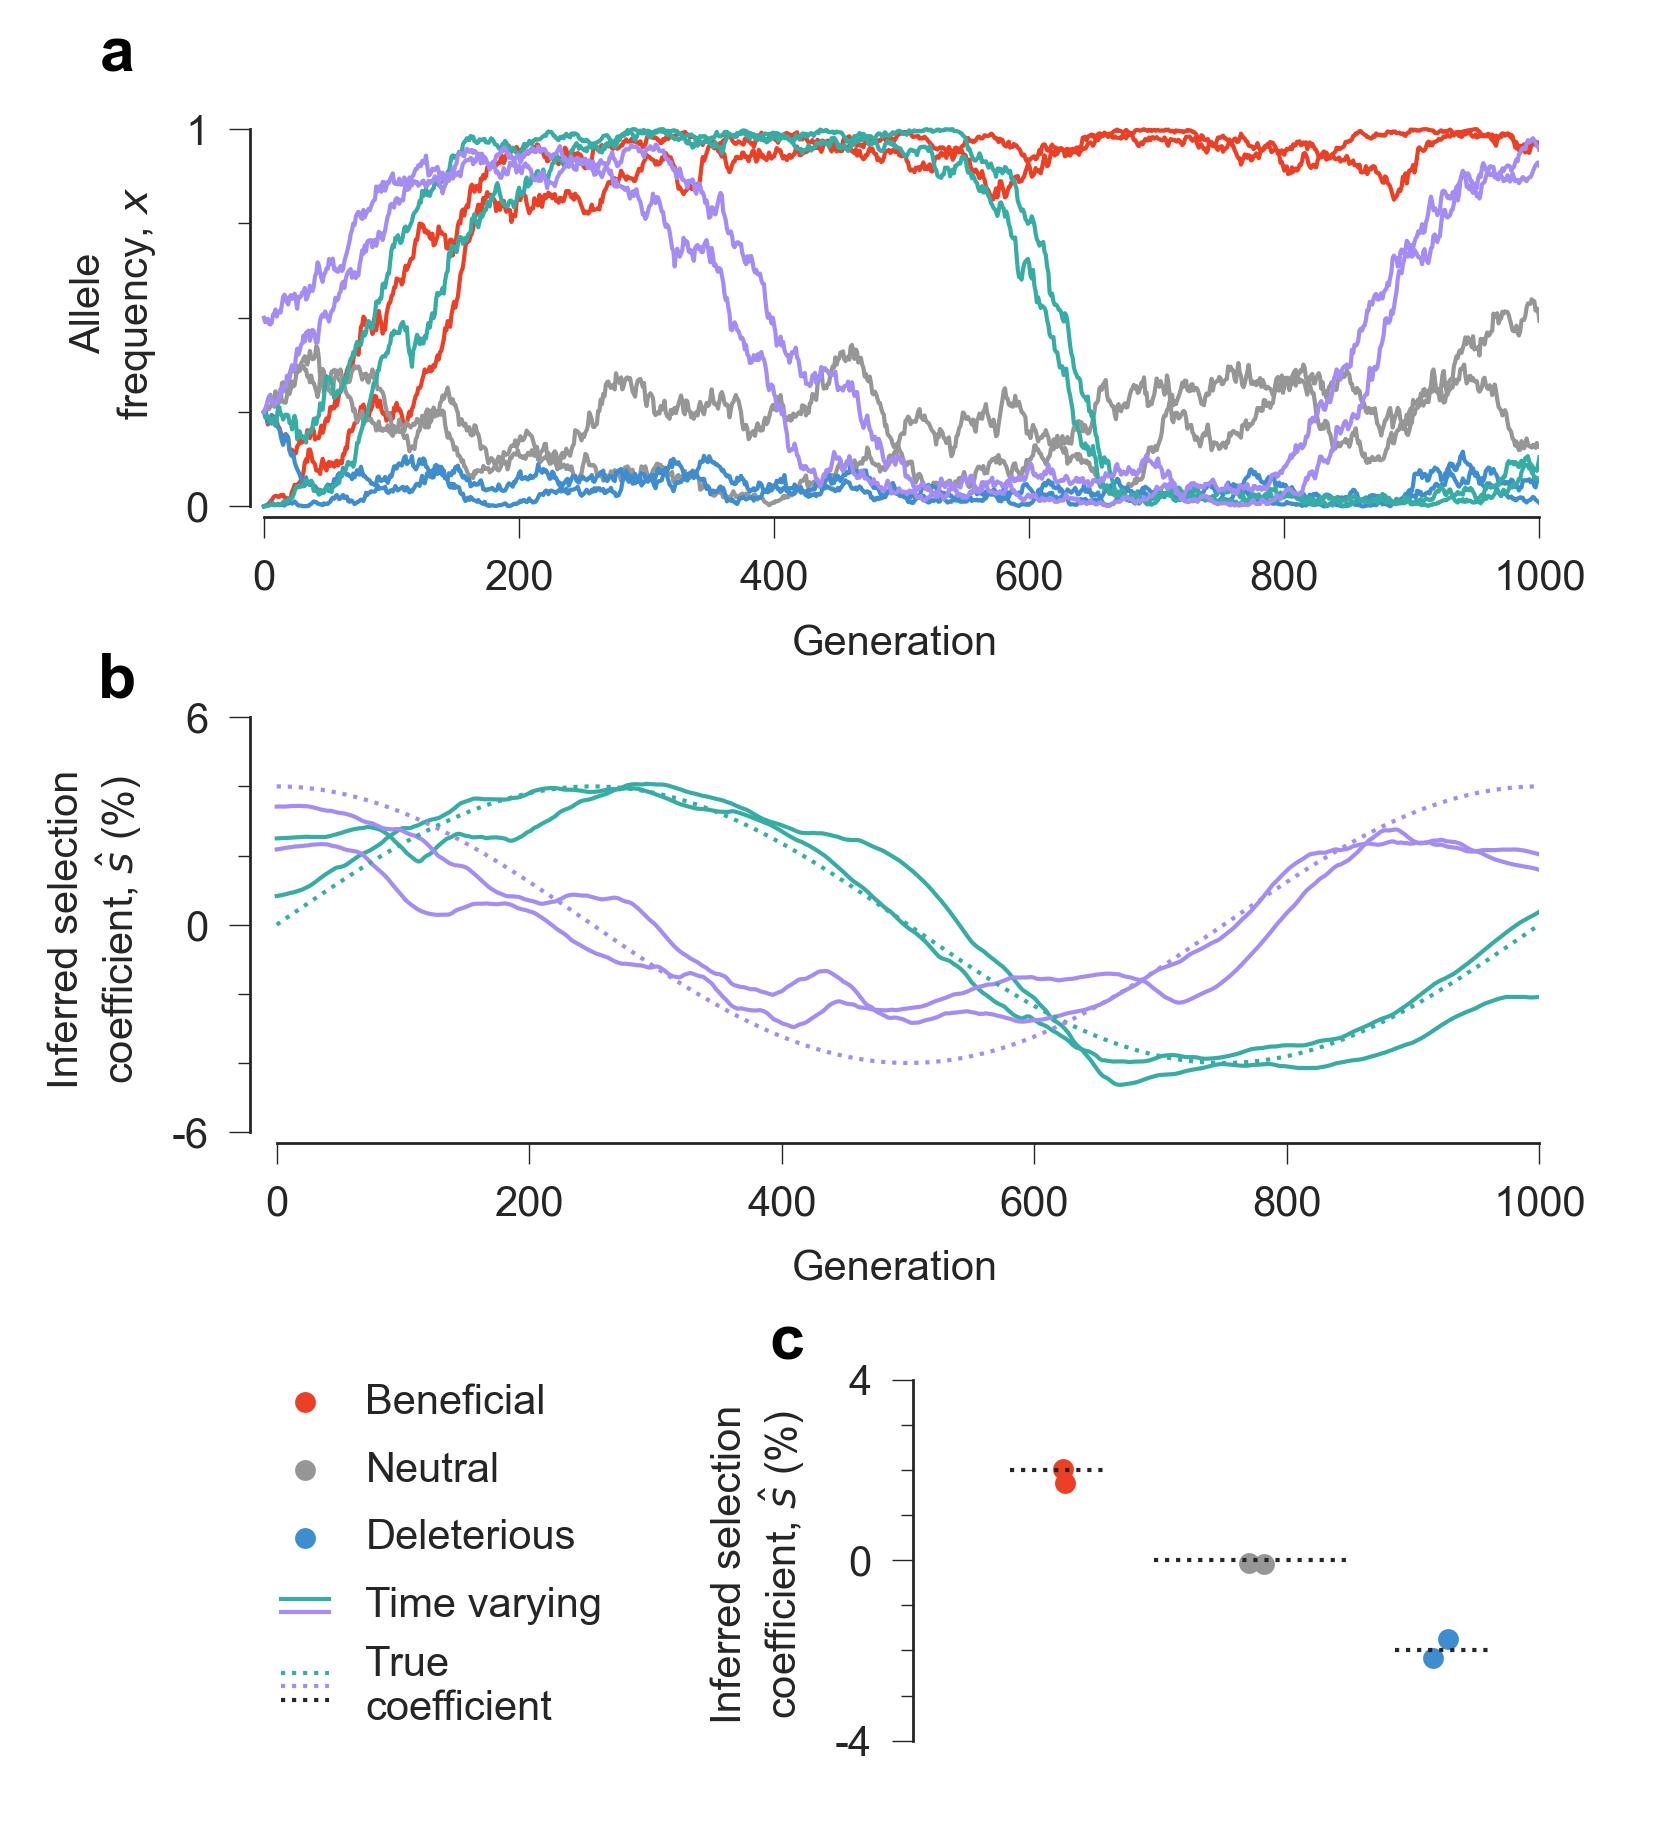 a
1
0
Allele
frequency, x
0 200 400 600 800 1000
Generation
b
6
0
-6
Inferred selection
coefficient, ŝ (%)
0 200 400 600 800 1000
Generation
Beneficial
Neutral
Deleterious
Time varying
True
coefficient
c
4
0
-4
Inferred selection
coefficient, ŝ (%)